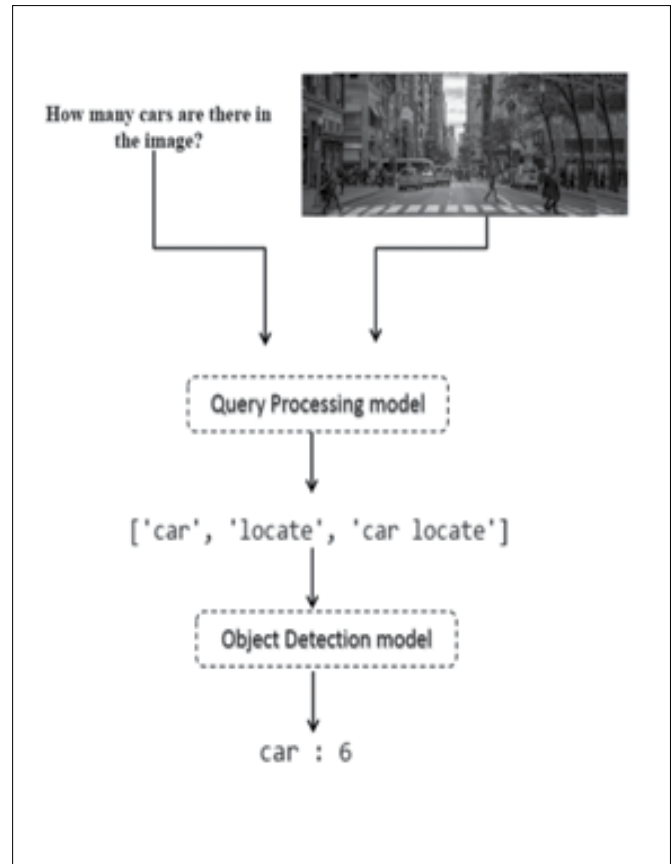 How many cars are there in
the image?
Query Processing model
['car', 'locate', 'car locate']
Object Detection model
car : 6